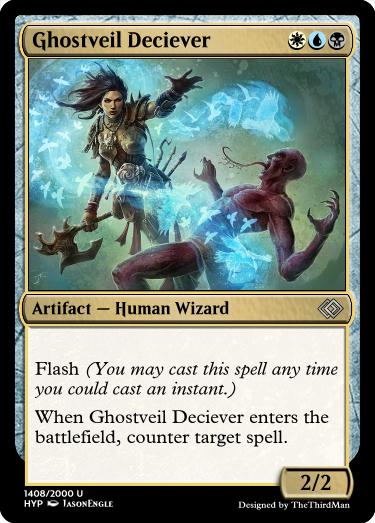 Ghostveil Deciever
Artifact — Human Wizard
Flash (You may cast this spell any time
you could cast an instant.)
When Ghostveil Deciever enters the
battlefield, counter target spell.
2/2
1408/2000 U
HYP JasonEngle
Designed by TheThirdMan